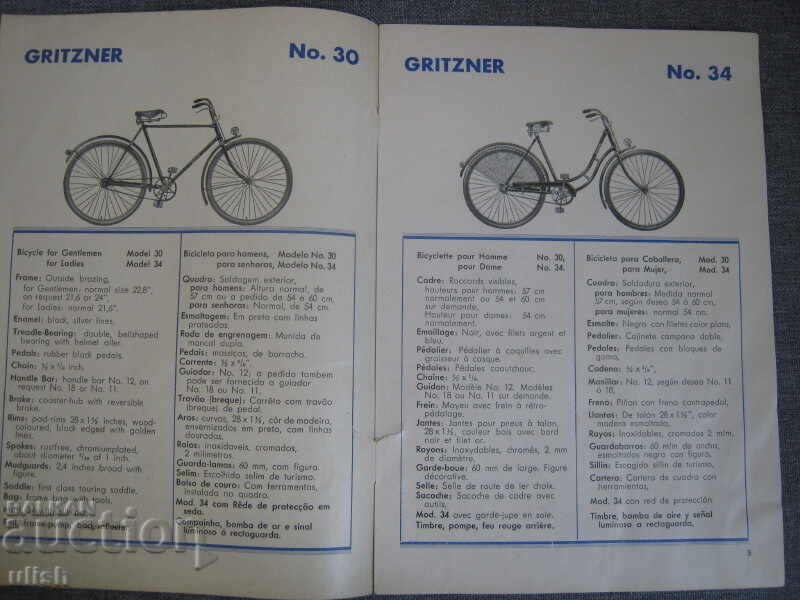 GRITZNER
No. 30
Bicycle for Gentlemen Model 30
for Ladies Model 34
Frame: Outside brazing,
for Gentlemen: normal size 22,8",
on request 21,6 or 24",
for Ladies: normal 21,6".
Enamel: black, silver lines.
Treadle-Bearing: double, bellshaped
bearing with helmet oiler.
Pedals: rubber black pedals.
Chain: ½ x ⅛ inch.
Handle Bar: handle bar No. 12, on
request No. 18 or No. 11.
Brake: coaster-hub with reversible
brake.
Rims: pad-rims 28 x 1½ inches, wood-
coloured, black edged with golden
lines.
Spokes: rustfree, chromiumplated,
about diameter of 1 inch.
Mudguards: 2,4 inches broad with
figure.
Saddle: first class touring saddle.
Bag:
Bicicleta para homens, Modelo No. 30
para senhoras, Modelo No. 34
Quadro: Soldagem exterior,
para homens: Altura normal, de
57 cm ou a pedido de 54 e 60 cm.
para senhoras: Normal, de 54 cm.
Esmaltagem: Em preto com linhas
prateadas.
Roda de engrenagem: Munida de
mancal duplo.
Pedais: massiços, de borracha.
Corrente: ½ x ⅛".
Guiador: No. 12; a pedido também
pode ser fornecido o guiador
No. 18 ou No. 11.
Travão (breque): Carrêto com travão
de pedal.
Aros: curvos, 28 x 1½, côr de madeira,
envernizados em preto, com linhas
douradas.
Raios: inoxidaveis, cromados,
2 milimetros.
Guarda-lamas: 60 mm, com figura.
Selim: Escolhido selim de turismo.
Bolsa de couro: Com ferramentas,
instalada no quadro.
Mod. 34 com Rêde de protecção em
seda.
Campainha, bomba de ar e sinal
luminoso á rectaguarda.
GRITZNER
No. 34
Bicyclette pour Homme No. 30,
pour Dame No. 34.
Cadre: Raccords visibles,
hauteurs pour hommes: 57 cm
normalement ou 54 et 60 cm
sur demande,
Hauteur pour dames: 54 cm
normalement.
Emaillage: Noir, avec filets argent et
bleu.
Pédalier: Pédalier à coquilles avec
graisseur à casque.
Pédales: Pédales caoutchouc.
Chaîne: ½ x ⅛".
Guidon: Modèle No. 12. Modèles
No. 18 ou No. 11 sur demande.
Frein: Moyeu avec frein à rétro-
pédalage.
Jantes: Jantes pour pneus à talon,
28 x 1½, couleur bois avec bord
noir et filet or.
Rayons: Inoxydables, chromés, 2 mm
de diamètre.
Garde-boue: 60 mm de large. Figure
décorative.
Selle: Selle de route de 1er choix.
Sacoche: Sacoche de cadre avec
outils.
Mod. 34 avec garde-jupe en soie.
Timbre, pompe, feu rouge arrière.
Bicicleta para Caballero, Mod. 30
para Mujer, Mod. 34
Cuadro: Soldadura exterior,
para hombres: Medida normal
57 cm, según deseo 54 ó 60 cm,
para mujeres: normal 54 cm.
Esmalte: Negro con filetes color plata.
Pedalier: Cojinete campana doble.
Pedales: Pedales con bloques de
goma.
Cadena: ½ x ⅛".
Manillar: No. 12, según deseo No. 11
ó 18.
Freno: Piñon con freno contrapedal.
Llantas: De talón 28 x 1½", color
madera esmaltada.
Rayos: Inoxidables, cromados 2 m/m.
Guardabarros: 60 m/m de ancho,
esmaltados negro con figura.
Sillín: Escogido sillín de turismo.
Cartera: Cartera de cuadro con
herramientas.
Mod. 34 con red de protección.
Timbre, bomba de aire y señal
luminosa a rectaguarda.
5
BALKAN
auction
ulish